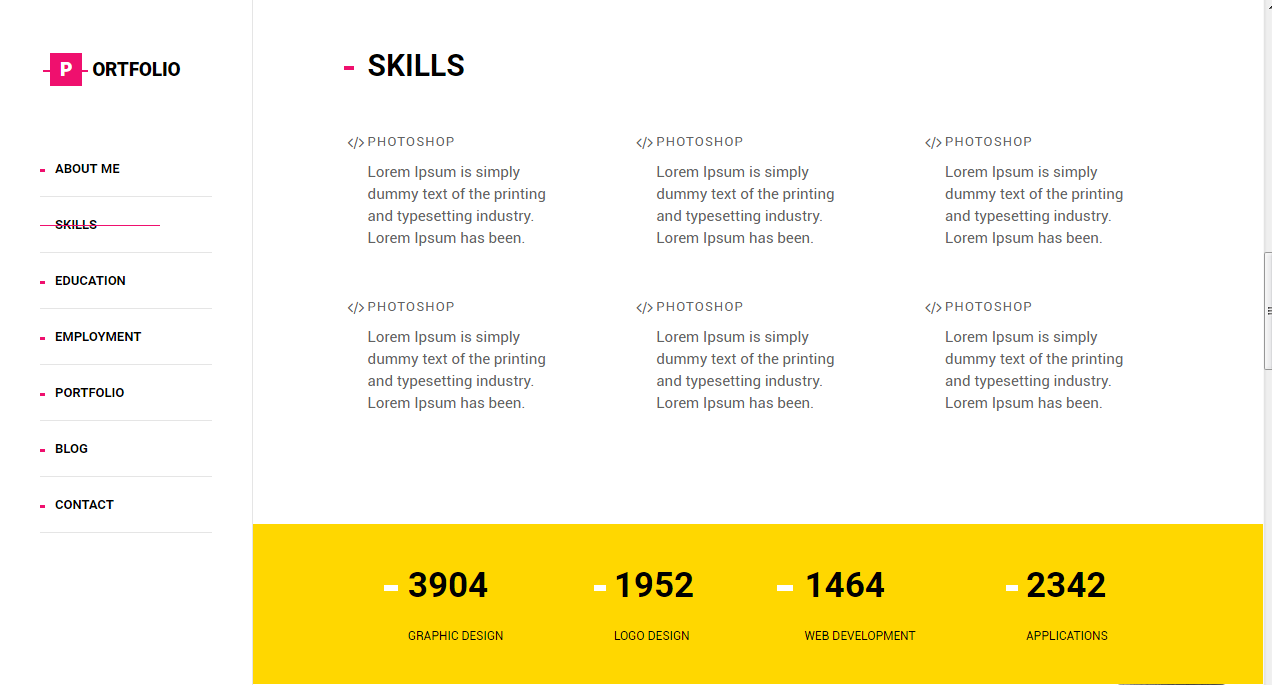 P ORTFOLIO
ABOUT ME
SKILLS
EDUCATION
EMPLOYMENT
PORTFOLIO
BLOG
CONTACT
SKILLS
</> PHOTOSHOP
Lorem Ipsum is simply
dummy text of the printing
and typesetting industry.
Lorem Ipsum has been.
</> PHOTOSHOP
Lorem Ipsum is simply
dummy text of the printing
and typesetting industry.
Lorem Ipsum has been.
</> PHOTOSHOP
Lorem Ipsum is simply
dummy text of the printing
and typesetting industry.
Lorem Ipsum has been.
</> PHOTOSHOP
Lorem Ipsum is simply
dummy text of the printing
and typesetting industry.
Lorem Ipsum has been.
</> PHOTOSHOP
Lorem Ipsum is simply
dummy text of the printing
and typesetting industry.
Lorem Ipsum has been.
</> PHOTOSHOP
Lorem Ipsum is simply
dummy text of the printing
and typesetting industry.
Lorem Ipsum has been.
3904
GRAPHIC DESIGN
1952
LOGO DESIGN
1464
WEB DEVELOPMENT
2342
APPLICATIONS